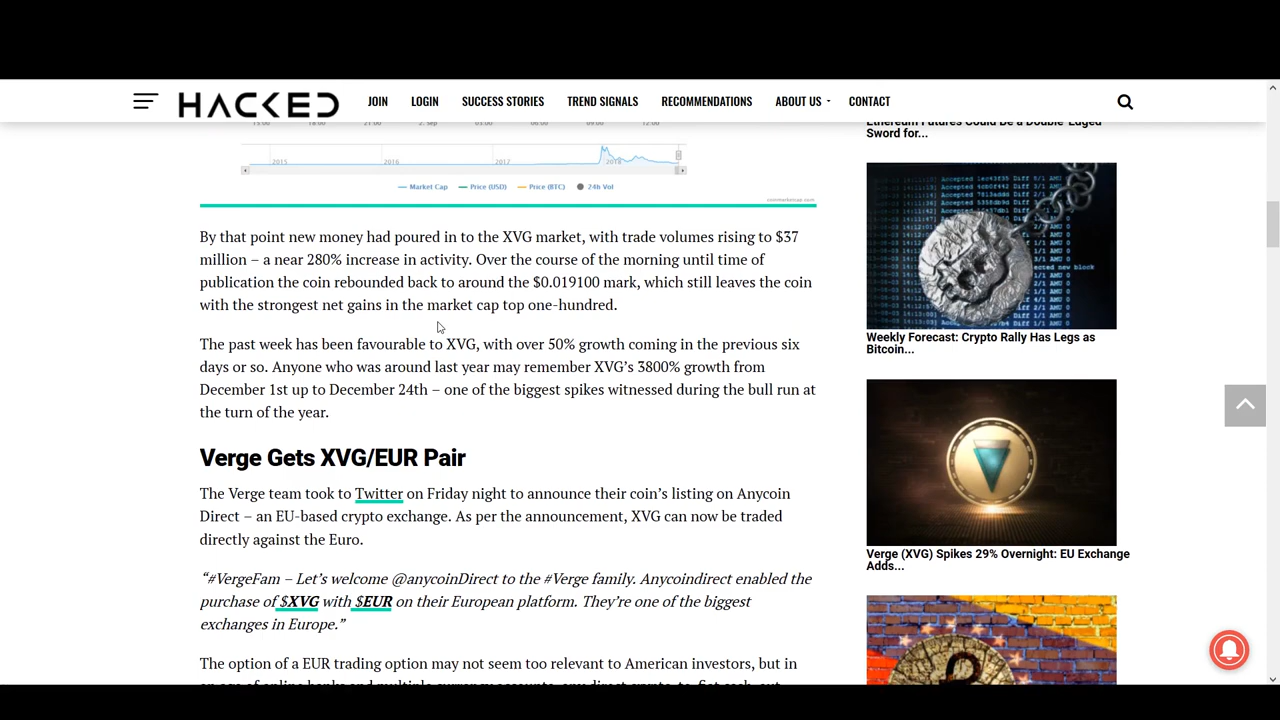 HACKED
JOIN
LOGIN
SUCCESS STORIES
TREND SIGNALS
RECOMMENDATIONS
ABOUT US
CONTACT
2015
2016
2017
2018
Market Cap
Price (USD)
Price (BTC)
24h Vol
coinmarketcap.com
By that point new money had poured in to the XVG market, with trade volumes rising to $37
million – a near 280% increase in activity. Over the course of the morning until time of
publication the coin rebounded back to around the $0.019100 mark, which still leaves the coin
with the strongest net gains in the market cap top one-hundred.
The past week has been favourable to XVG, with over 50% growth coming in the previous six
days or so. Anyone who was around last year may remember XVG’s 3800% growth from
December 1st up to December 24th – one of the biggest spikes witnessed during the bull run at
the turn of the year.
Verge Gets XVG/EUR Pair
The Verge team took to Twitter on Friday night to announce their coin’s listing on Anycoin
Direct – an EU-based crypto exchange. As per the announcement, XVG can now be traded
directly against the Euro.
“#VergeFam – Let’s welcome @anycoinDirect to the #Verge family. Anycoindirect enabled the
purchase of $XVG with $EUR on their European platform. They’re one of the biggest
exchanges in Europe.”
The option of a EUR trading option may not seem too relevant to American investors, but in
Ethereum Futures Could Be a Double-Edged
Sword for...
Weekly Forecast: Crypto Rally Has Legs as
Bitcoin...
Verge (XVG) Spikes 29% Overnight: EU Exchange
Adds...